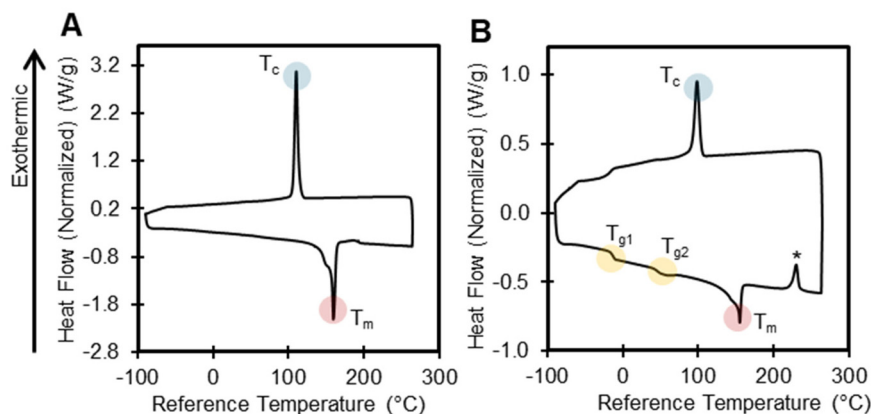 A
Exothermic
Heat Flow (Normalized) (W/g)
3.2
2.2
1.2
0.2
-0.8
-1.8
-2.8
Tc
Tm
-100 0 100 200 300
Reference Temperature (°C)
B
Heat Flow (Normalized) (W/g)
1.0
0.5
0.0
-0.5
-1.0
Tc
Tg1
Tg2
*
Tm
-100 0 100 200 300
Reference Temperature (°C)